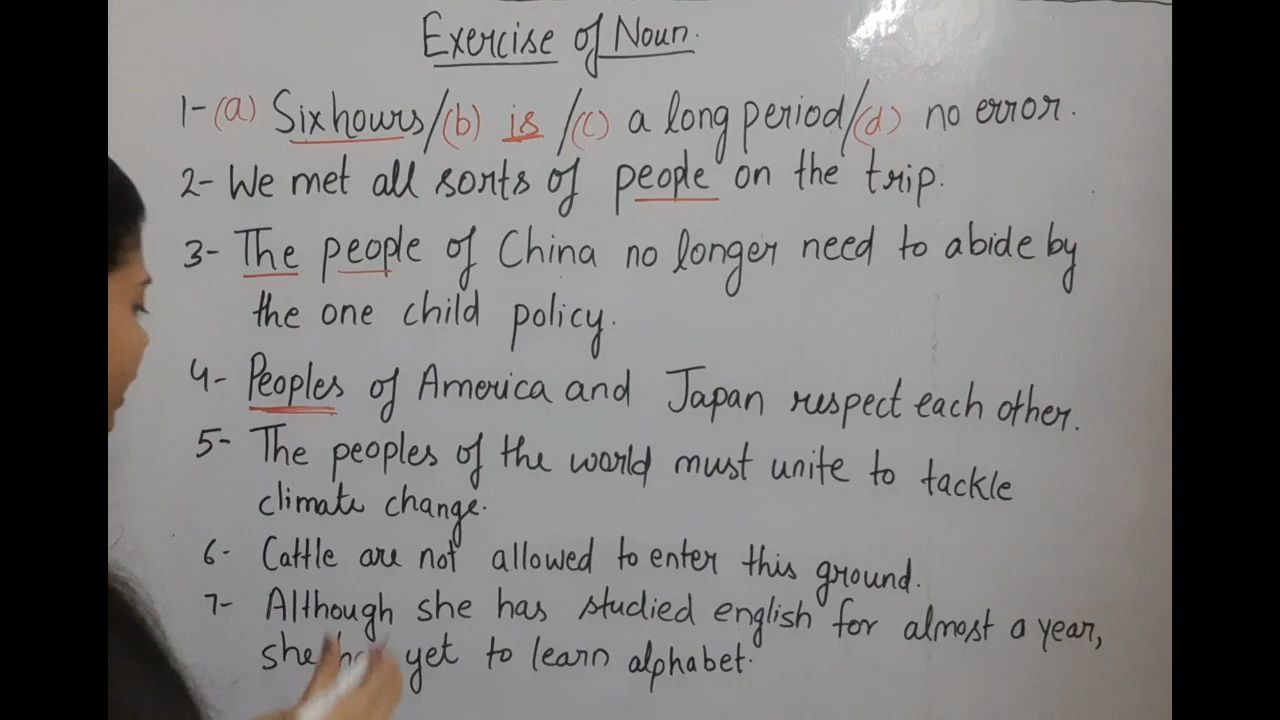 Exercise of Noun.
1- (a) Six hours/(b) is /(c) a long period/(d) no error.
2- We met all sorts of people on the trip.
3- The people of China no longer need to abide by
the one child policy.
4- Peoples of America and Japan respect each other.
5- The peoples of the world must unite to tackle
climate change.
6- Cattle are not allowed to enter this ground.
7- Although she has studied english for almost a year,
she yet to learn alphabet.